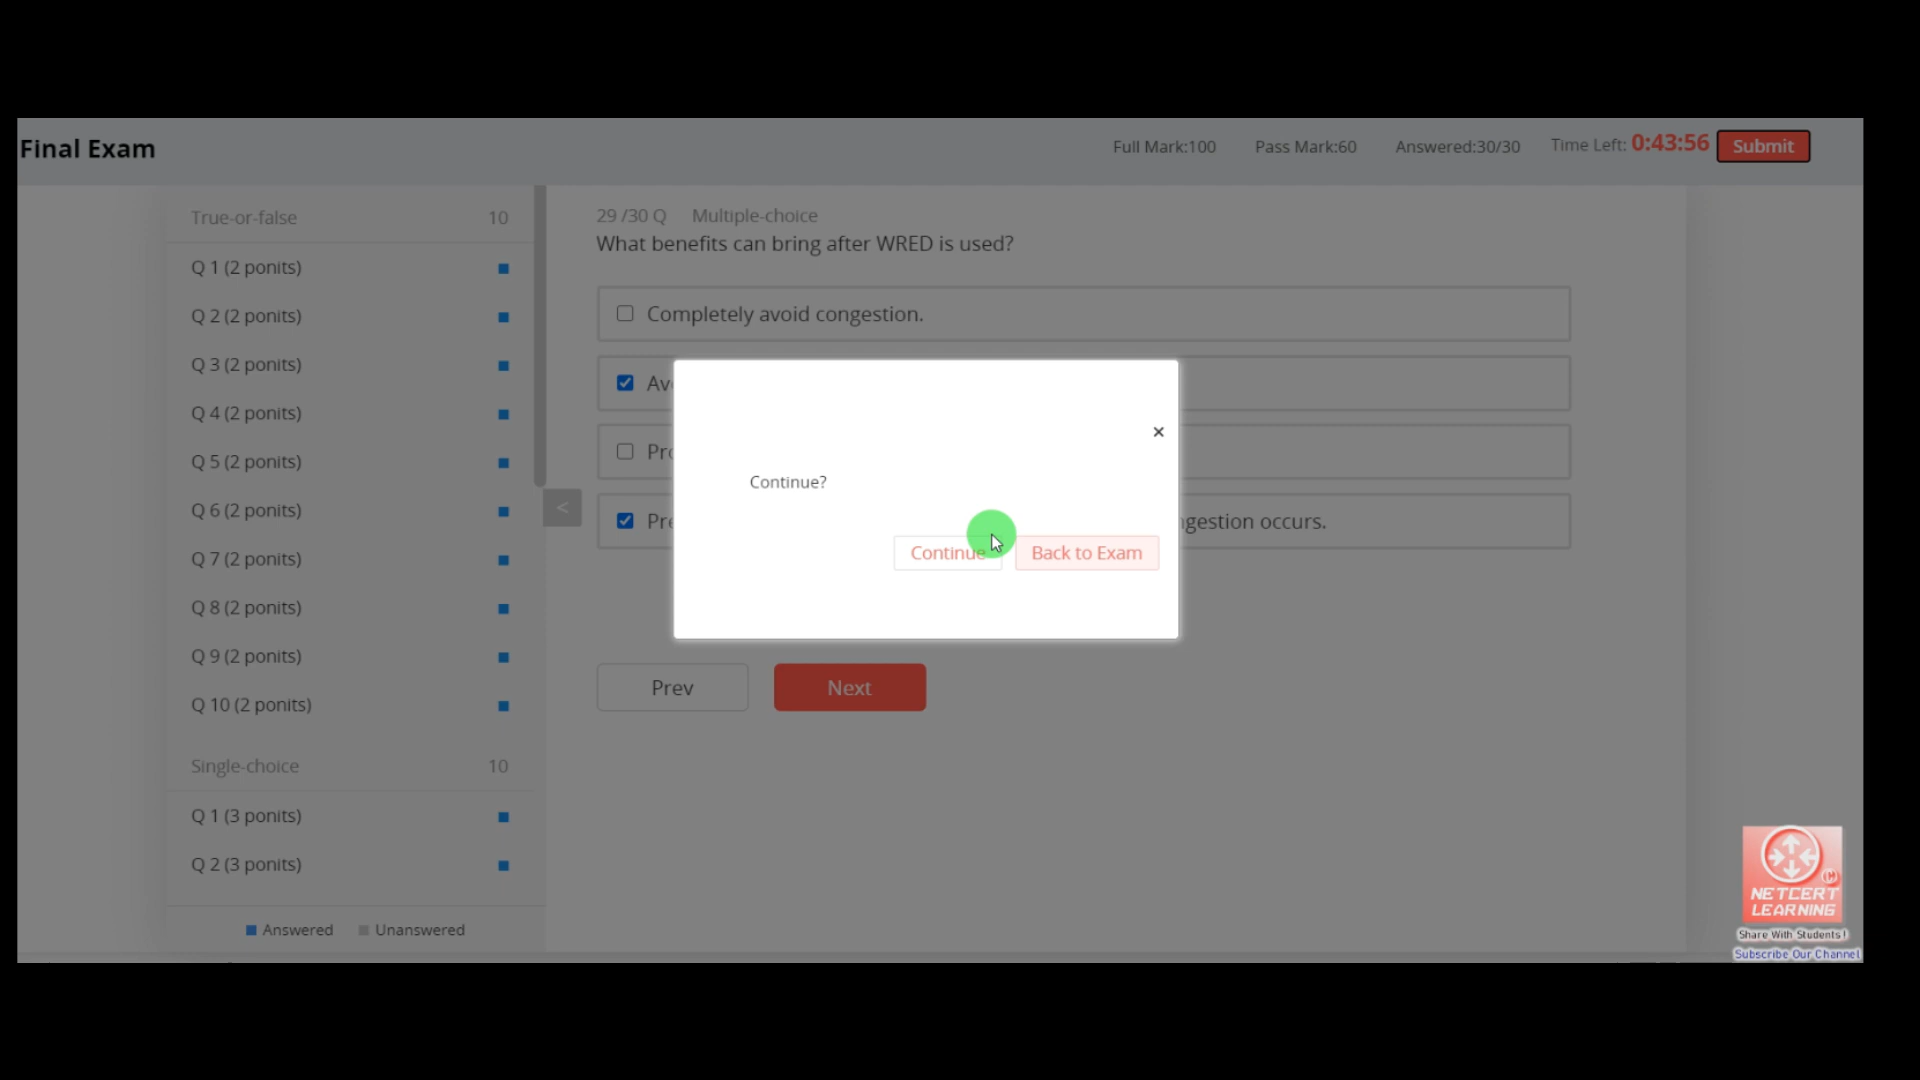 Final Exam
Full Mark:100 Pass Mark:60 Answered:30/30 Time Left: 0:43:56 Submit
True-or-false 10
Q 1 (2 ponits)
Q 2 (2 ponits)
Q 3 (2 ponits)
Q 4 (2 ponits)
Q 5 (2 ponits)
Q 6 (2 ponits)
Q 7 (2 ponits)
Q 8 (2 ponits)
Q 9 (2 ponits)
Q 10 (2 ponits)
Single-choice 10
Q 1 (3 ponits)
Q 2 (3 ponits)
Answered Unanswered
<
29 /30 Q Multiple-choice
What benefits can bring after WRED is used?
Completely avoid congestion.
×
Continue?
Continue Back to Exam
occurs.
Prev Next
NETCERT
LEARNING
Share With Students !
Subscribe Our Channel